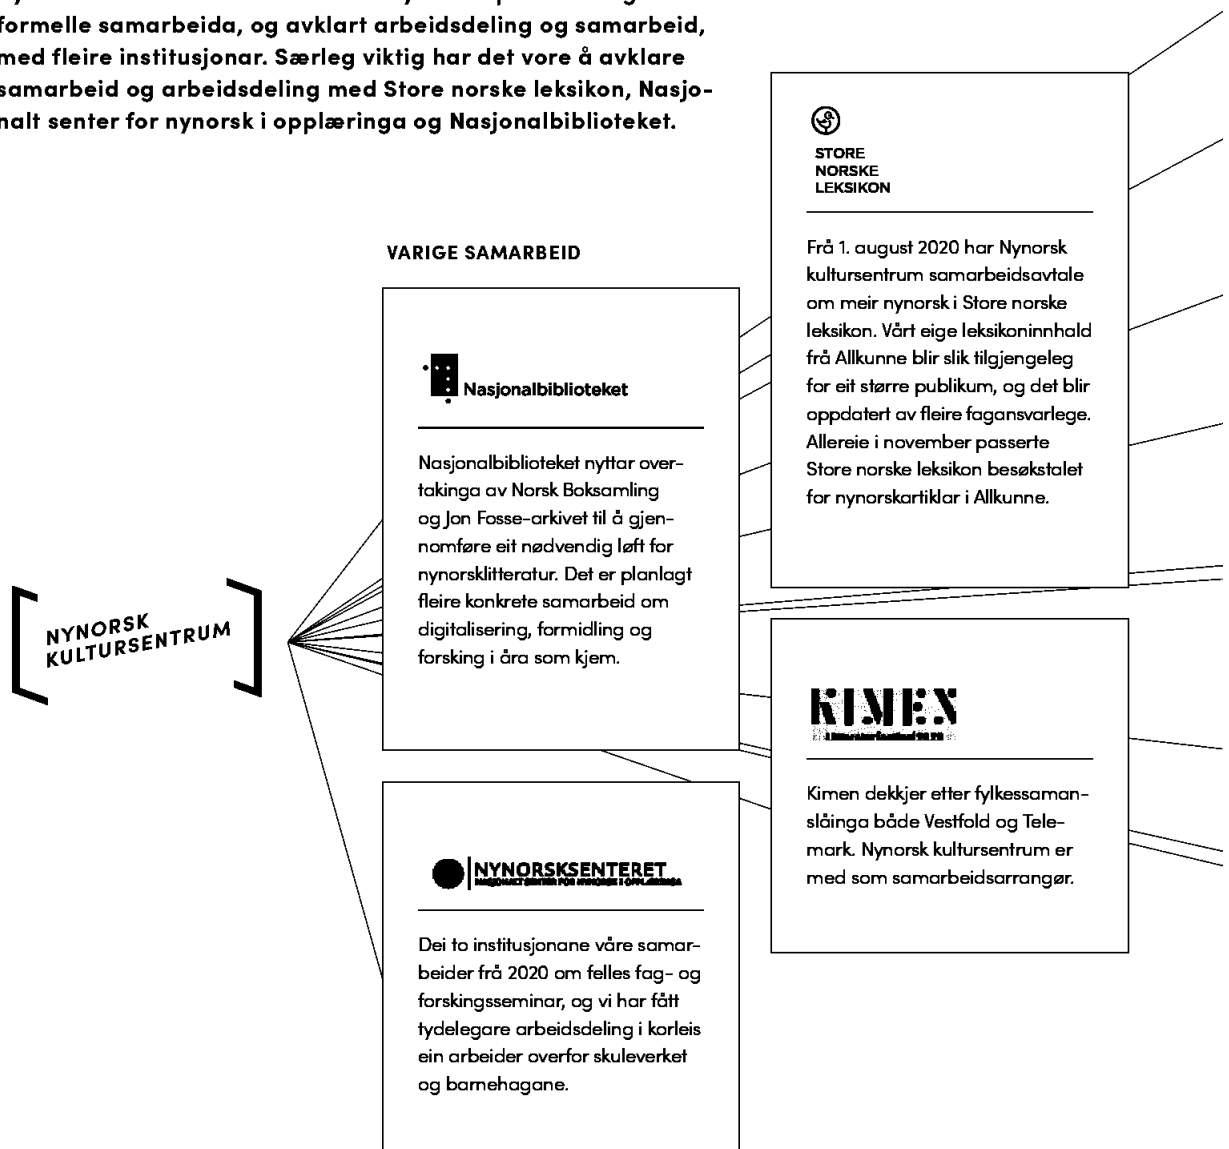 formelle samarbeida, og avklart arbeidsdeling og samarbeid,
med fleire institusjonar. Særleg viktig har det vore å avklare
samarbeid og arbeidsdeling med Store norske leksikon, Nasjo-
nalt senter for nynorsk i opplæringa og Nasjonalbiblioteket.
VARIGE SAMARBEID
NYNORSK
KULTURSENTRUM
Nasjonalbiblioteket
Nasjonalbiblioteket nyttar over-
takinga av Norsk Boksamling
og Jon Fosse-arkivet til å gjen-
nomføre eit nødvendig løft for
nynorsklitteratur. Det er planlagt
fleire konkrete samarbeid om
digitalisering, formidling og
forsking i åra som kjem.
NYNORSKSENTERET
NASJONALT SENTER FOR NYNORSK I OPPLÆRINGA
Dei to institusjonane våre samar-
beider frå 2020 om felles fag- og
forskingsseminar, og vi har fått
tydelegare arbeidsdeling i korleis
ein arbeider overfor skuleverket
og barnehagane.
STORE
NORSKE
LEKSIKON
Frå 1. august 2020 har Nynorsk
kultursentrum samarbeidsavtale
om meir nynorsk i Store norske
leksikon. Vårt eige leksikoninnhald
frå Allkunne blir slik tilgjengeleg
for eit større publikum, og det blir
oppdatert av fleire fagansvarlege.
Allereie i november passerte
Store norske leksikon besøkstalet
for nynorskartiklar i Allkunne.
KIMEN
Kimen dekkjer etter fylkessaman-
slåinga både Vestfold og Tele-
mark. Nynorsk kultursentrum er
med som samarbeidsarrangør.